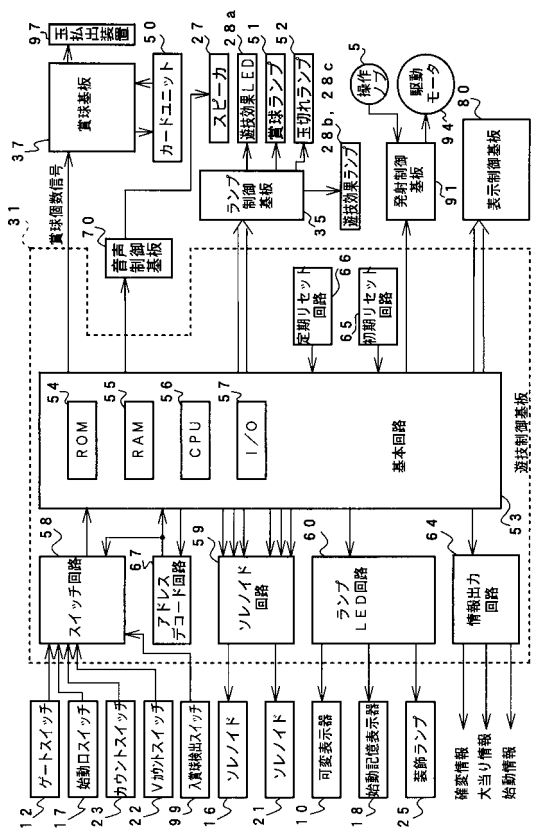 12
ゲートスイッチ
17
始動口スイッチ
23
カウントスイッチ
22
Vカウントスイッチ
99
入賞球検出スイッチ
16
ソレノイド
21
ソレノイド
10
可変表示器
18
始動記憶表示器
25
装飾ランプ
58
スイッチ回路
67
アドレス
デコード回路
59
ソレノイド
回路
60
ランプ
LED回路
64
情報出力
回路
確変情報
大当り情報
始動情報
54
ROM
55
RAM
56
CPU
57
I/O
基本回路
53
遊技制御基板
定期リセット
回路
66
初期リセット
回路
65
31
賞球個数信号
70
音声
制御基板
37
賞球基板
97
玉払出装置
50
カードユニット
27
スピーカ
28a
遊技効果LED
51
賞球ランプ
52
玉切れランプ
28b, 28c
遊技効果ランプ
ランプ
制御
基板
35
5
操作
ノブ
発射制御
基板
91
駆動
モータ
94
80
表示制御基板